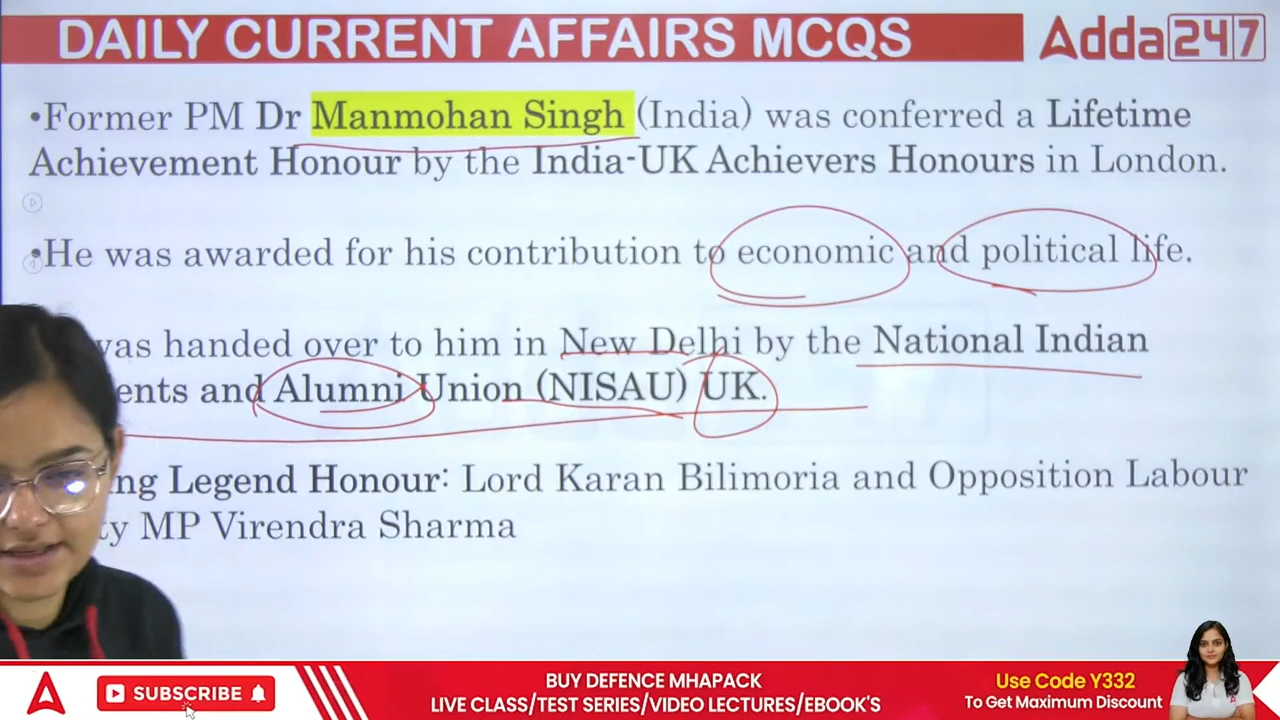 DAILY CURRENT AFFAIRS MCQS
Adda 247
•Former PM Dr Manmohan Singh (India) was conferred a Lifetime
Achievement Honour by the India-UK Achievers Honours in London.
•He was awarded for his contribution to economic and political life.
was handed over to him in New Delhi by the National Indian
ents and Alumni Union (NISAU) UK.
ng Legend Honour: Lord Karan Bilimoria and Opposition Labour
ty MP Virendra Sharma
SUBSCRIBE
BUY DEFENCE MHAPACK
LIVE CLASS/TEST SERIES/VIDEO LECTURES/EBOOK'S
Use Code Y332
To Get Maximum Discount